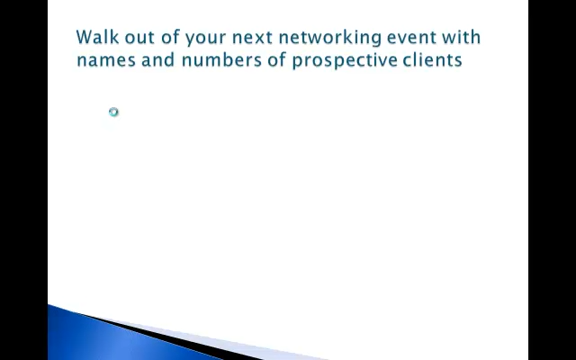 Walk out of your next networking event with
names and numbers of prospective clients